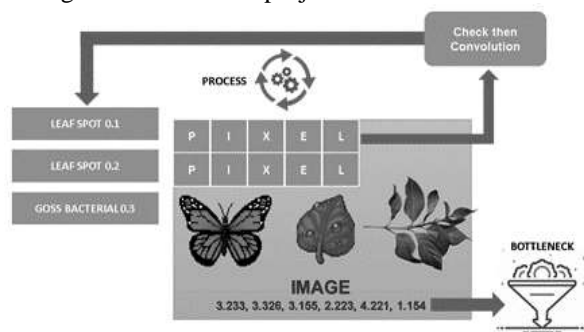 Check then
Convolution
PROCESS
LEAF SPOT 0.1
LEAF SPOT 0.2
GOSS BACTERIAL 0.3
P I X E L
P I X E L
IMAGE
3.233, 3.326, 3.155, 2.223, 4.221, 1.154
BOTTLENECK